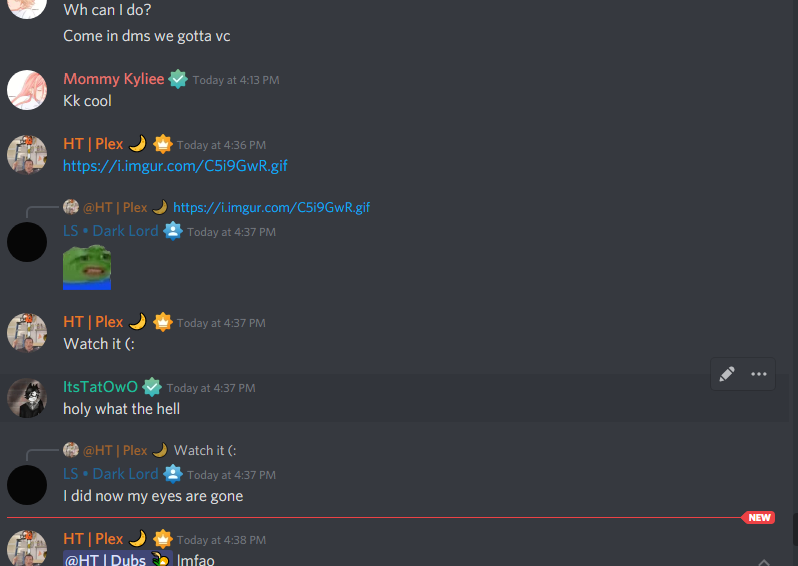 Wh can I do?
Come in dms we gotta vc
Mommy Kyliee Today at 4:13 PM
Kk cool
HT | Plex 🌙 Today at 4:36 PM
https://i.imgur.com/C5i9GwR.gif
@HT | Plex 🌙 https://i.imgur.com/C5i9GwR.gif
LS • Dark Lord Today at 4:37 PM
HT | Plex 🌙 Today at 4:37 PM
Watch it (:
ItsTatOwO Today at 4:37 PM
holy what the hell
@HT | Plex 🌙 Watch it (:
LS • Dark Lord Today at 4:37 PM
I did now my eyes are gone
NEW
HT | Plex 🌙 Today at 4:38 PM
@HT | Dubs lmfao